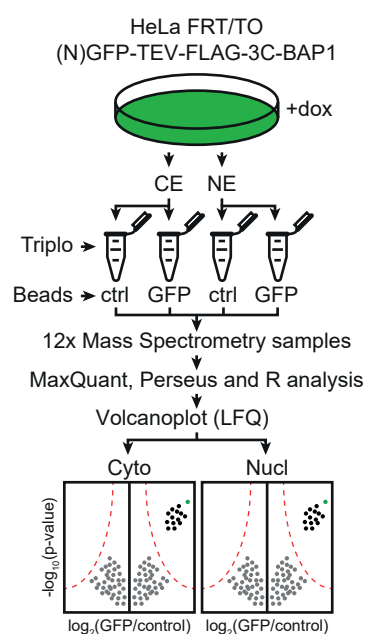 HeLa FRT/TO
(N)GFP-TEV-FLAG-3C-BAP1
+dox
CE NE
Triplo
Beads ctrl GFP ctrl GFP
12x Mass Spectrometry samples
MaxQuant, Perseus and R analysis
Volcanoplot (LFQ)
Cyto Nucl
-log₁₀(p-value)
log₂(GFP/control) log₂(GFP/control)